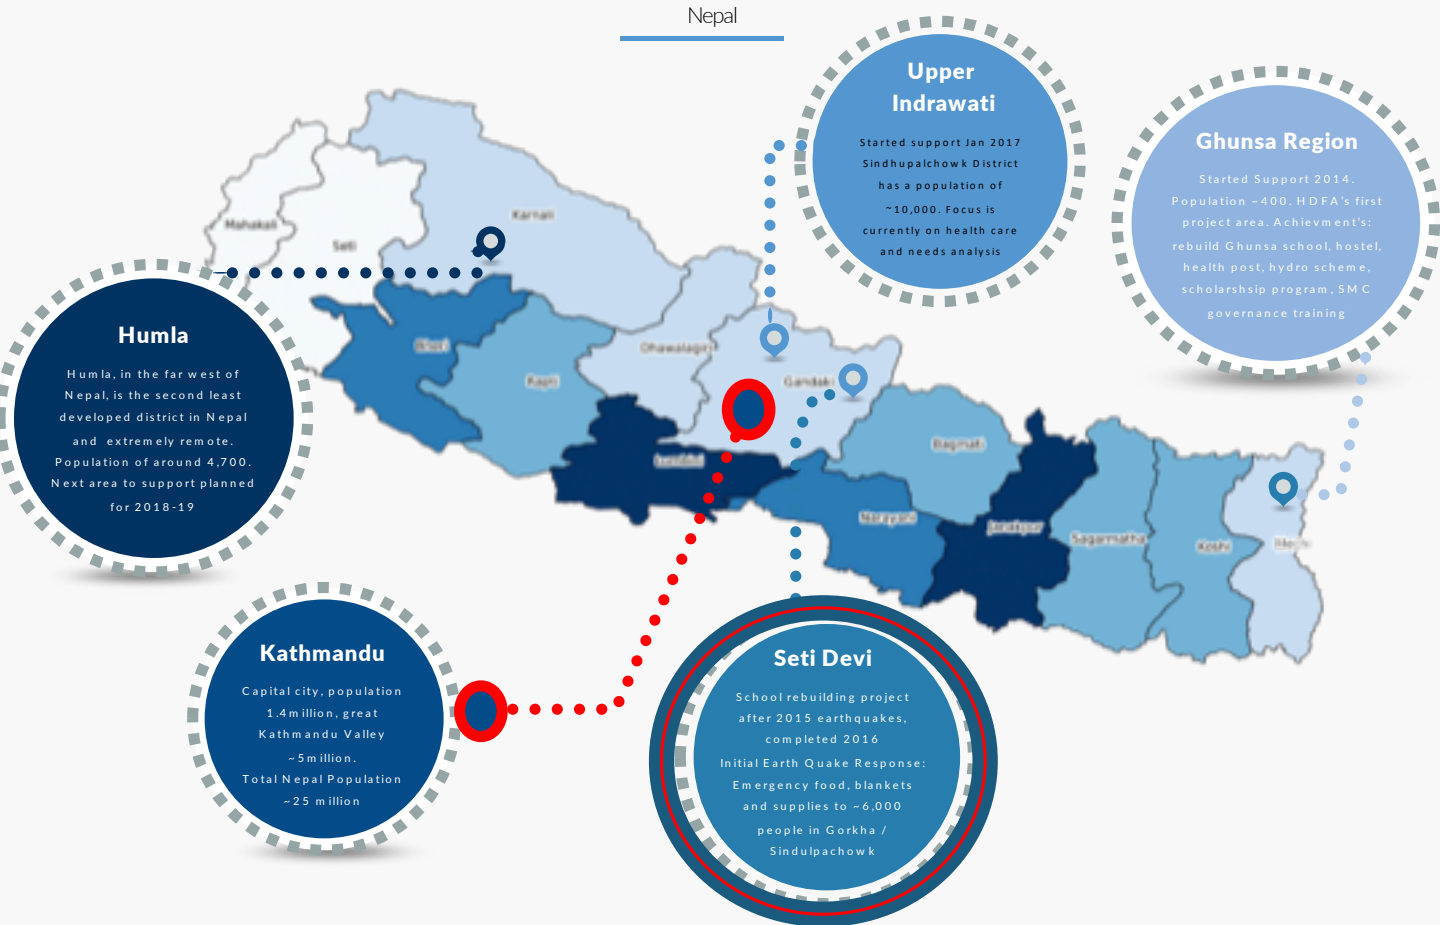 Nepal
Upper
Indrawati
Started support Jan 2017
Sindhupalchowk District
has a population of
~10,000. Focus is
currently on health care
and needs analysis
Ghunsa Region
Started Support 2014.
Population ~400. HDFA's first
project area. Achievment's:
rebuild Ghunsa school, hostel,
health post, hydro scheme,
scholarshsip program, SMC
governance training
Mahakali
Seti
Karnali
Humla
Humla, in the far west of
Nepal, is the second least
developed district in Nepal
and extremely remote.
Population of around 4,700.
Next area to support planned
for 2018-19
Bheri
Rapti
Dhawalagiri
Gandaki
Lumbini
Bagmati
Narayani
Janakpur
Sagarmatha
Koshi
Mechi
Kathmandu
Capital city, population
1.4million, great
Kathmandu Valley
~5million.
Total Nepal Population
~25 million
Seti Devi
School rebuilding project
after 2015 earthquakes,
completed 2016
Initial Earth Quake Response:
Emergency food, blankets
and supplies to ~6,000
people in Gorkha /
Sindulpachowk